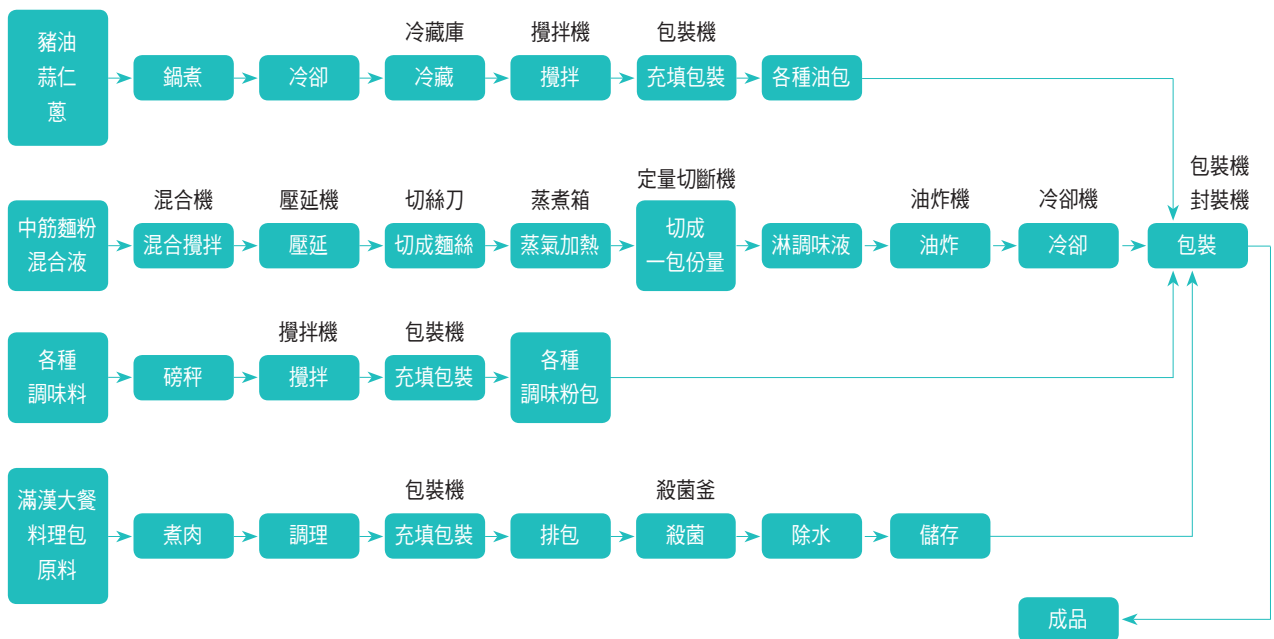 豬油
蒜仁
蔥
鍋煮
冷卻
冷藏庫
冷藏
攪拌機
攪拌
包裝機
充填包裝
各種油包
中筋麵粉
混合液
混合機
混合攪拌
壓延機
壓延
切絲刀
切成麵絲
蒸煮箱
蒸氣加熱
定量切斷機
切成
一包份量
淋調味液
油炸機
油炸
冷卻機
冷卻
包裝機
封裝機
包裝
各種
調味料
磅秤
攪拌機
攪拌
包裝機
充填包裝
各種
調味粉包
滿漢大餐
料理包
原料
煮肉
調理
包裝機
充填包裝
排包
殺菌釜
殺菌
除水
儲存
成品